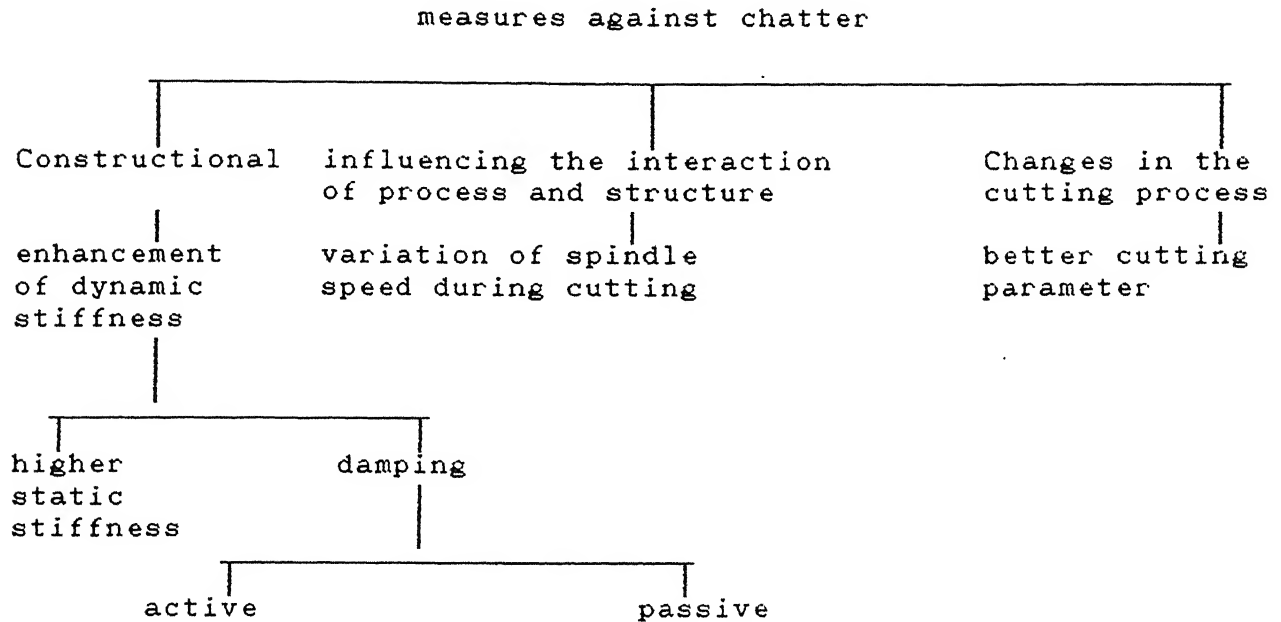 measures against chatter
Constructional
influencing the interaction
of process and structure
Changes in the
cutting process
enhancement
of dynamic
stiffness
variation of spindle
speed during cutting
better cutting
parameter
higher
static
stiffness
damping
active
passive